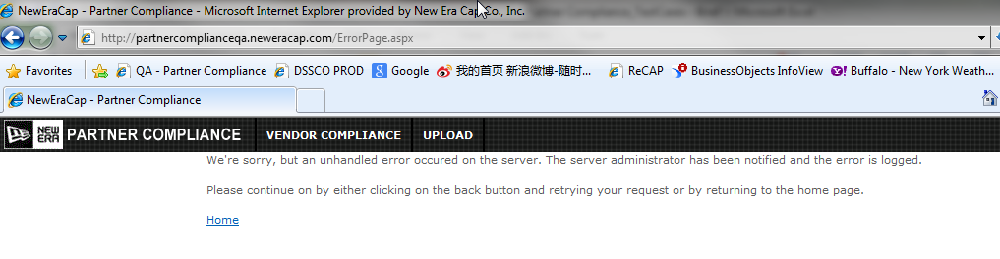 NewEraCap - Partner Compliance - Microsoft Internet Explorer provided by New Era Cap Co., Inc.
http://partnercomplianceqa.neweracap.com/ErrorPage.aspx
Favorites QA - Partner Compliance DSSCO PROD Google 我的首页 新浪微博-随时... ReCAP BusinessObjects InfoView Buffalo - New York Weath...
NewEraCap - Partner Compliance
NEW ERA PARTNER COMPLIANCE VENDOR COMPLIANCE UPLOAD
We're sorry, but an unhandled error occured on the server. The server administrator has been notified and the error is logged.
Please continue on by either clicking on the back button and retrying your request or by returning to the home page.
Home